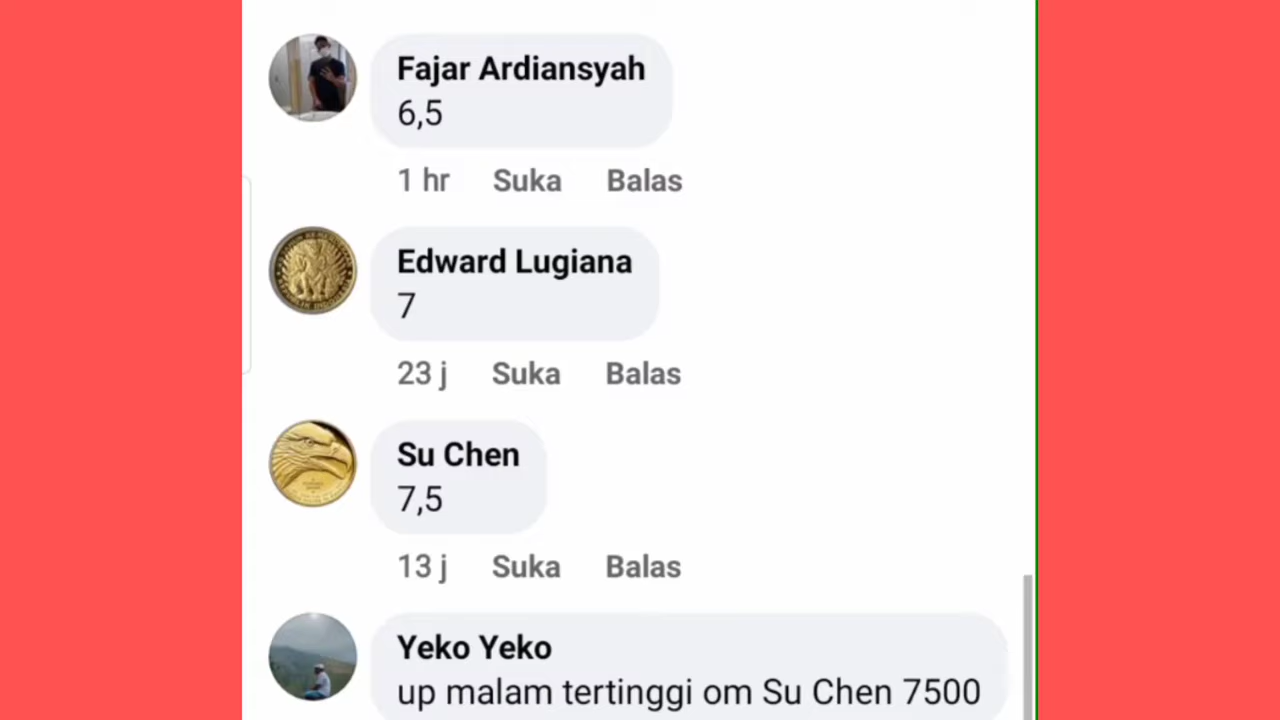 Fajar Ardiansyah
6,5
1 hr Suka Balas
Edward Lugiana
7
23 j Suka Balas
Su Chen
7,5
13 j Suka Balas
Yeko Yeko
up malam tertinggi om Su Chen 7500